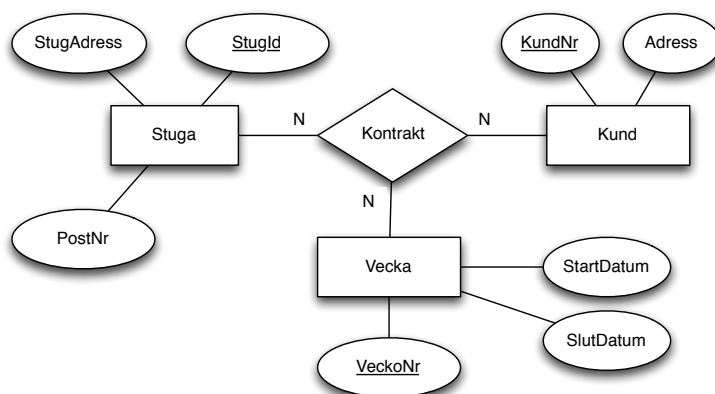 StugAdress
StugId
KundNr
Adress
Stuga
N
Kontrakt
N
Kund
N
PostNr
Vecka
StartDatum
SlutDatum
VeckoNr